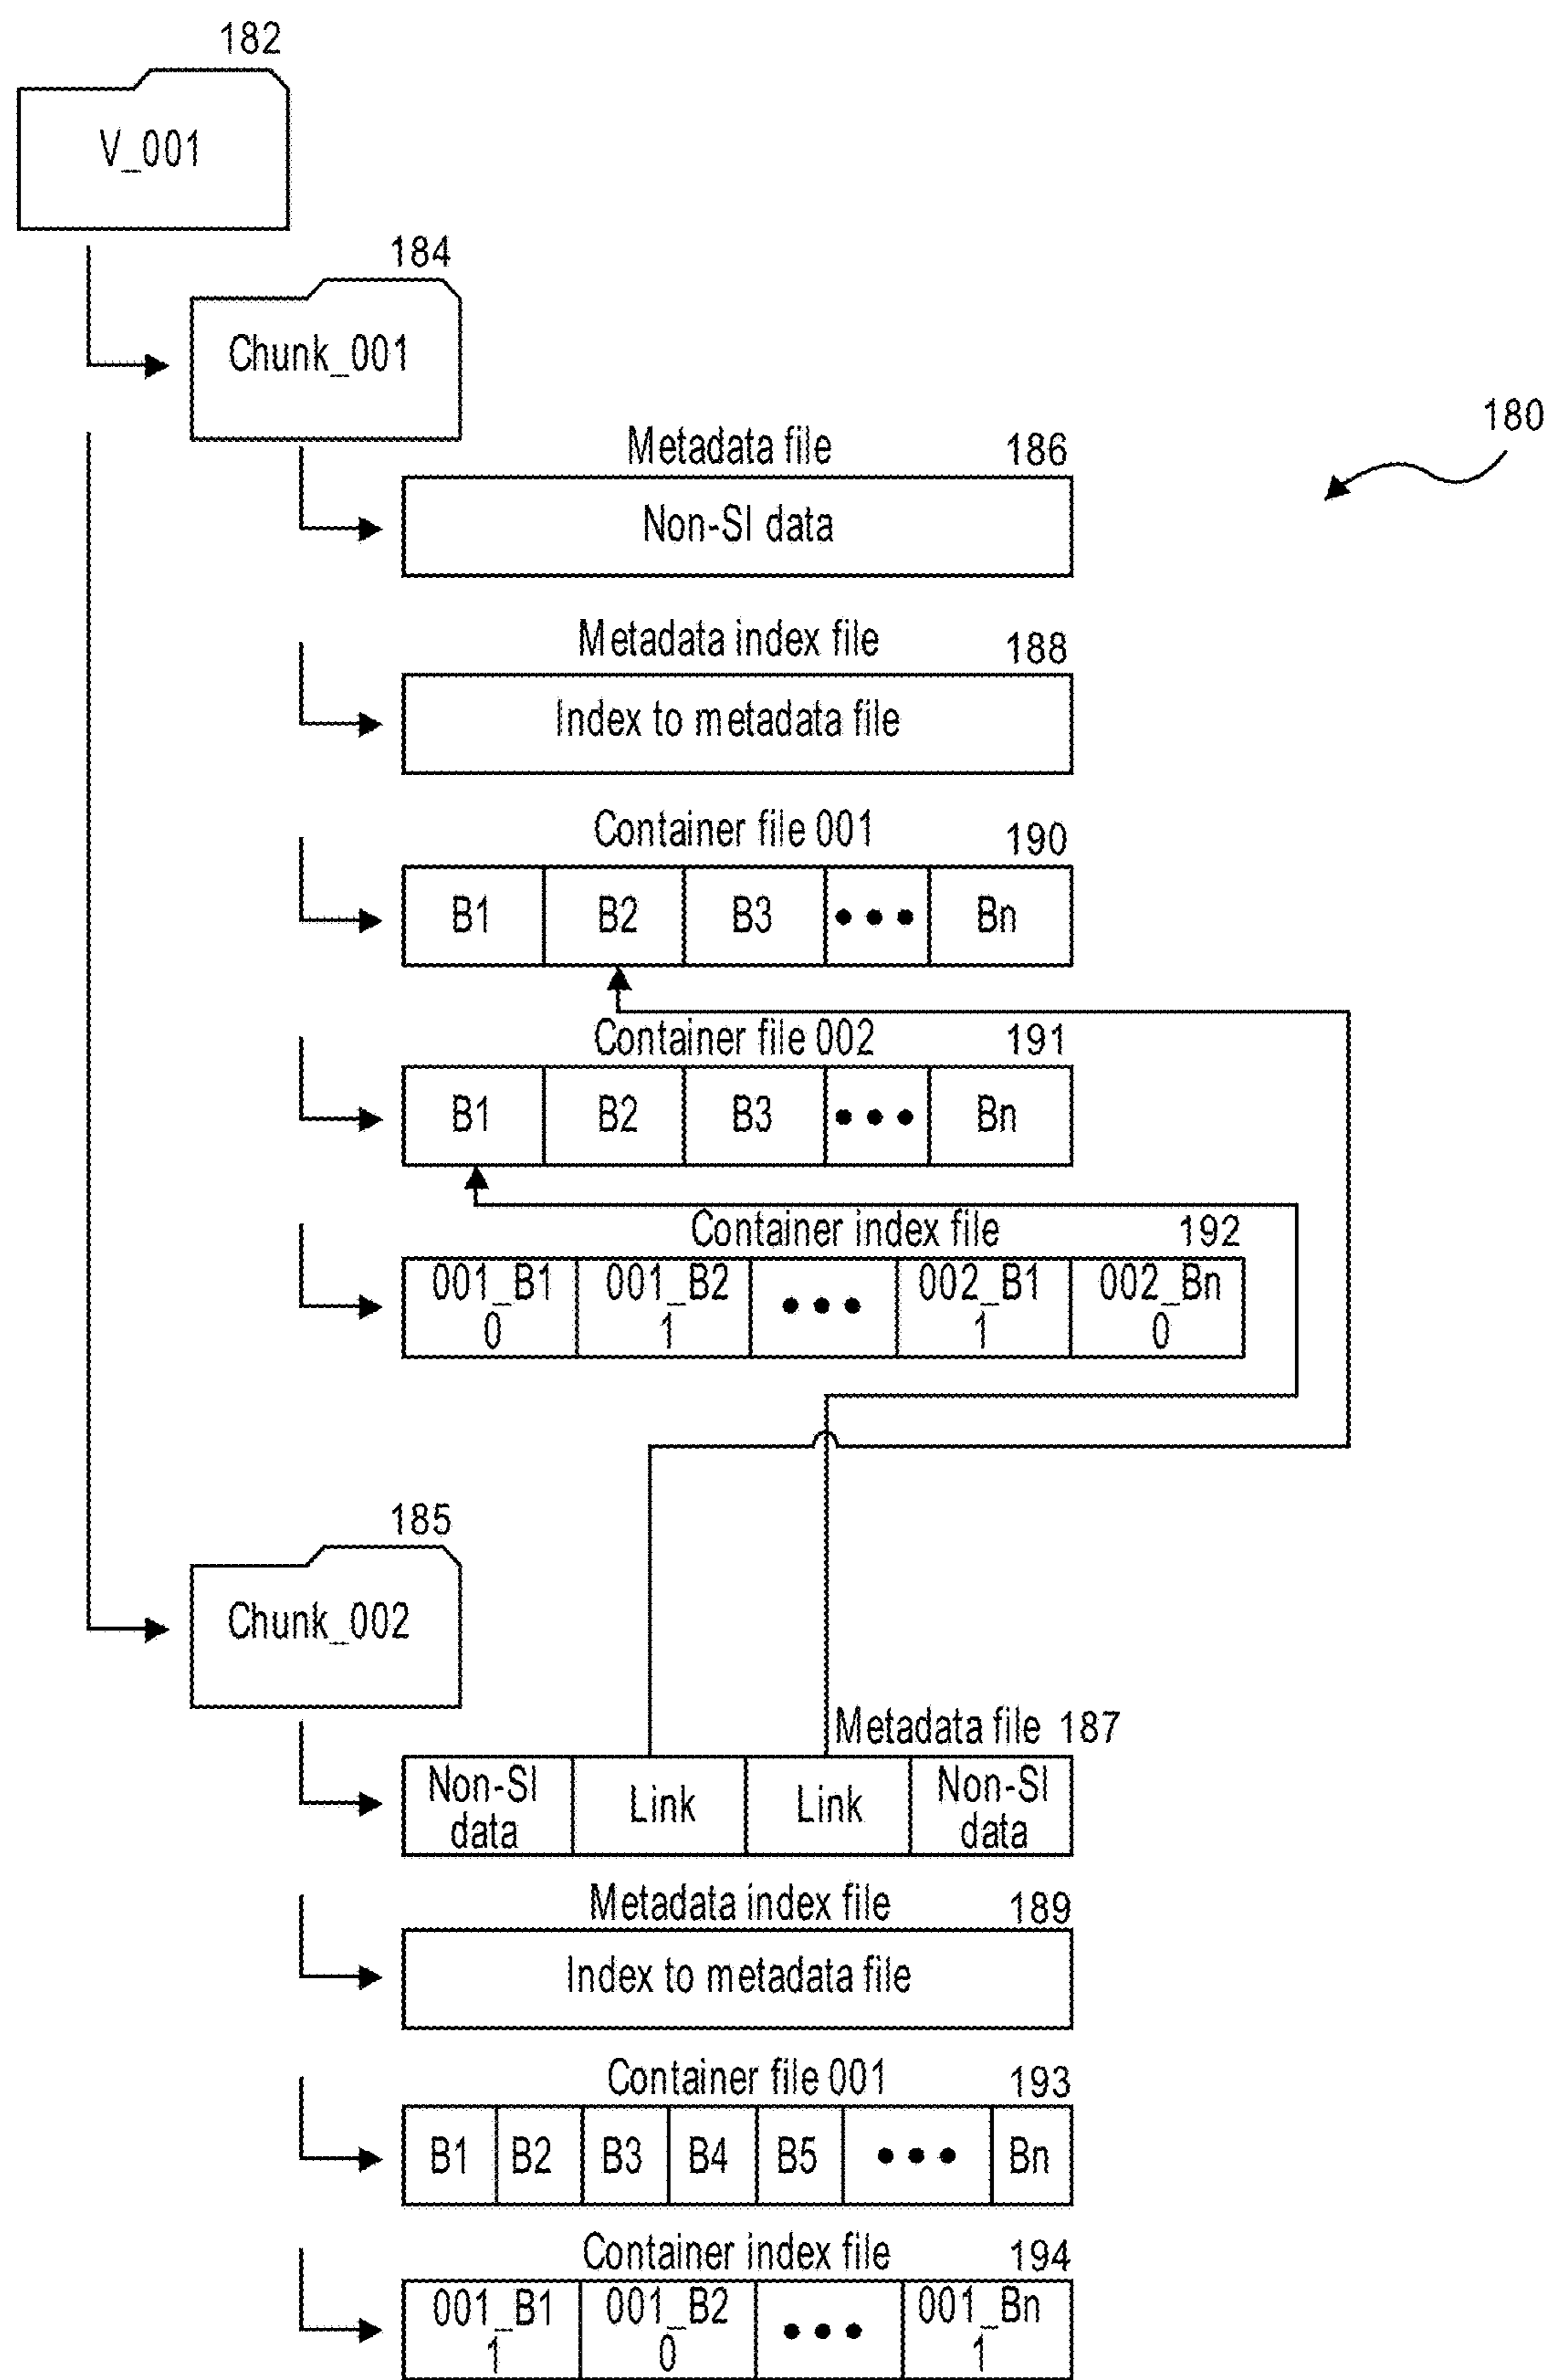 182
V_001
184
Chunk_001
180
Metadata file 186
Non-SI data
Metadata index file 188
Index to metadata file
Container file 001 190
B1 B2 B3 ••• Bn
Container file 002 191
B1 B2 B3 ••• Bn
Container index file 192
001_B1 001_B2 ••• 002_B1 002_Bn
0 1 1 0
185
Chunk_002
Metadata file 187
Non-SI data Link Link Non-SI data
Metadata index file 189
Index to metadata file
Container file 001 193
B1 B2 B3 B4 B5 ••• Bn
Container index file 194
001_B1 001_B2 ••• 001_Bn
1 0 1